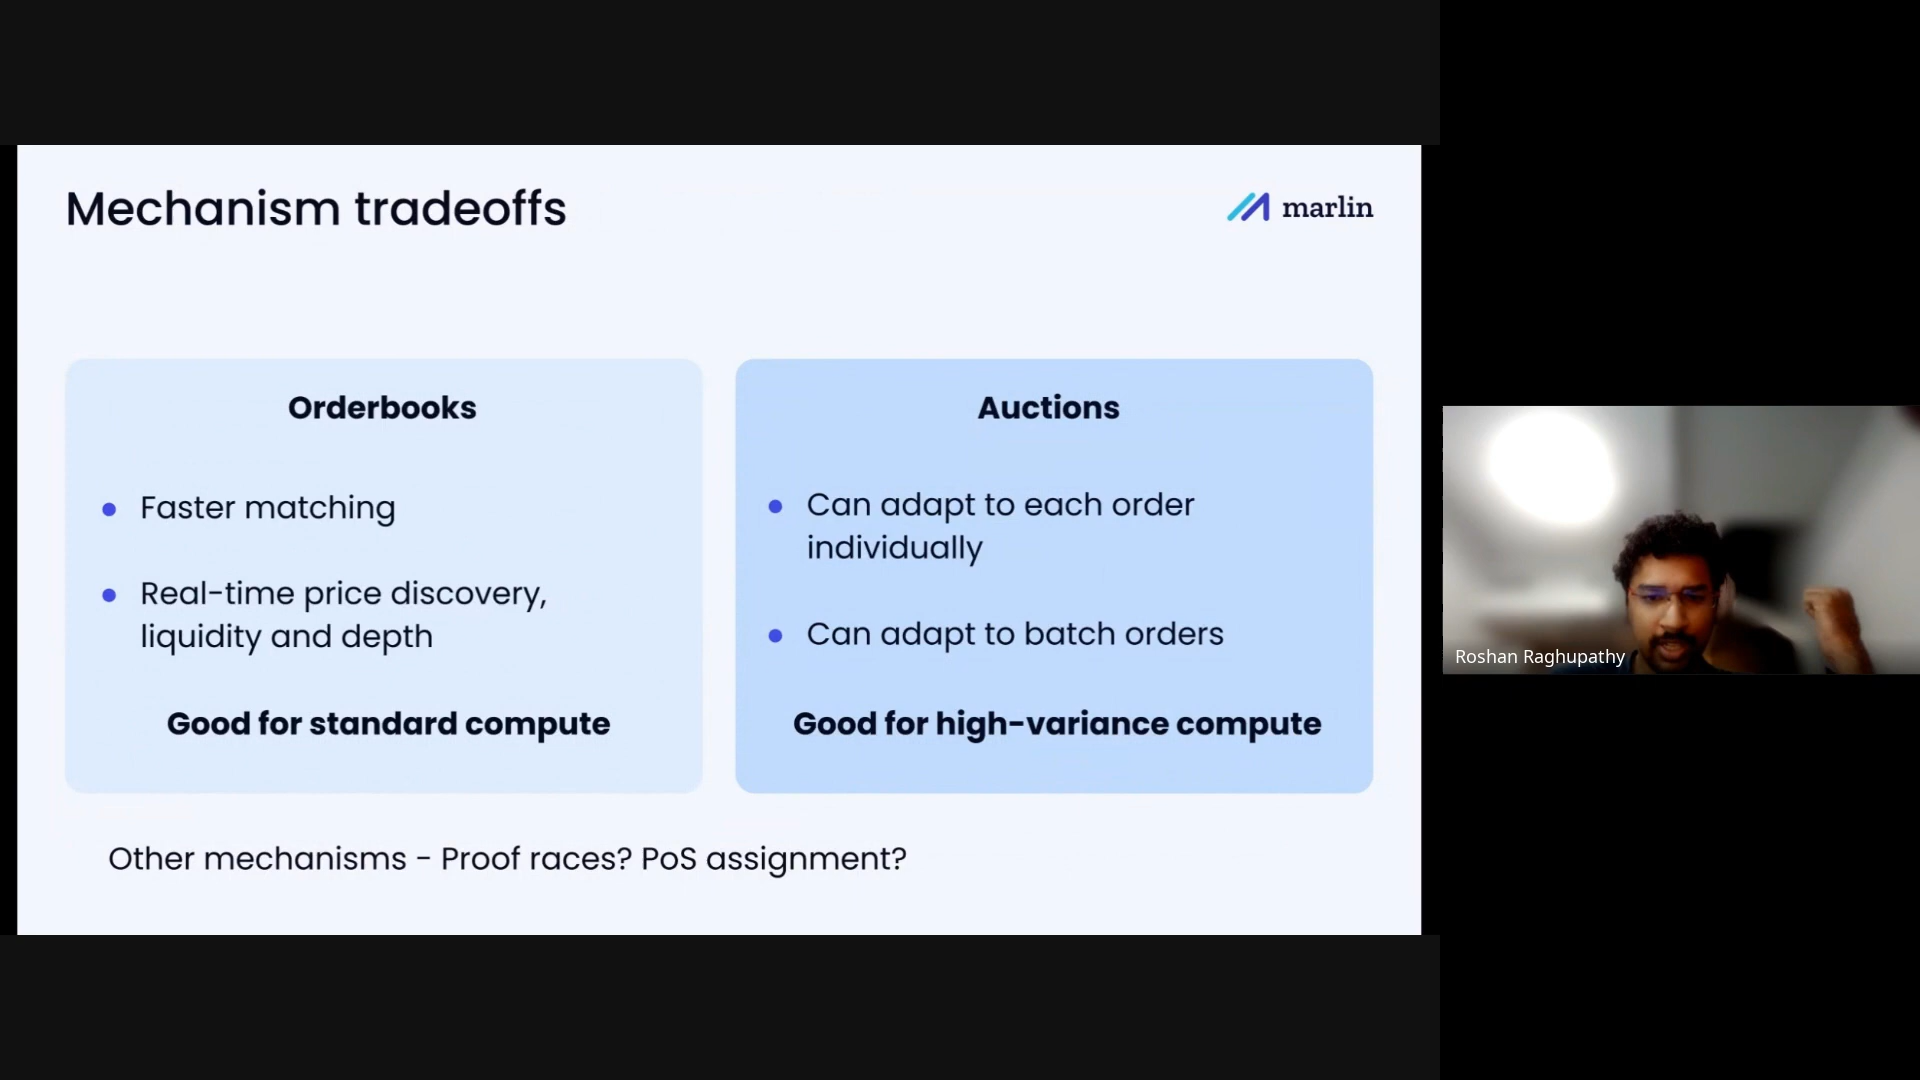 Mechanism tradeoffs
marlin
Orderbooks
Faster matching
Real-time price discovery,
liquidity and depth
Good for standard compute
Auctions
Can adapt to each order
individually
Can adapt to batch orders
Good for high-variance compute
Other mechanisms - Proof races? PoS assignment?
Roshan Raghupathy